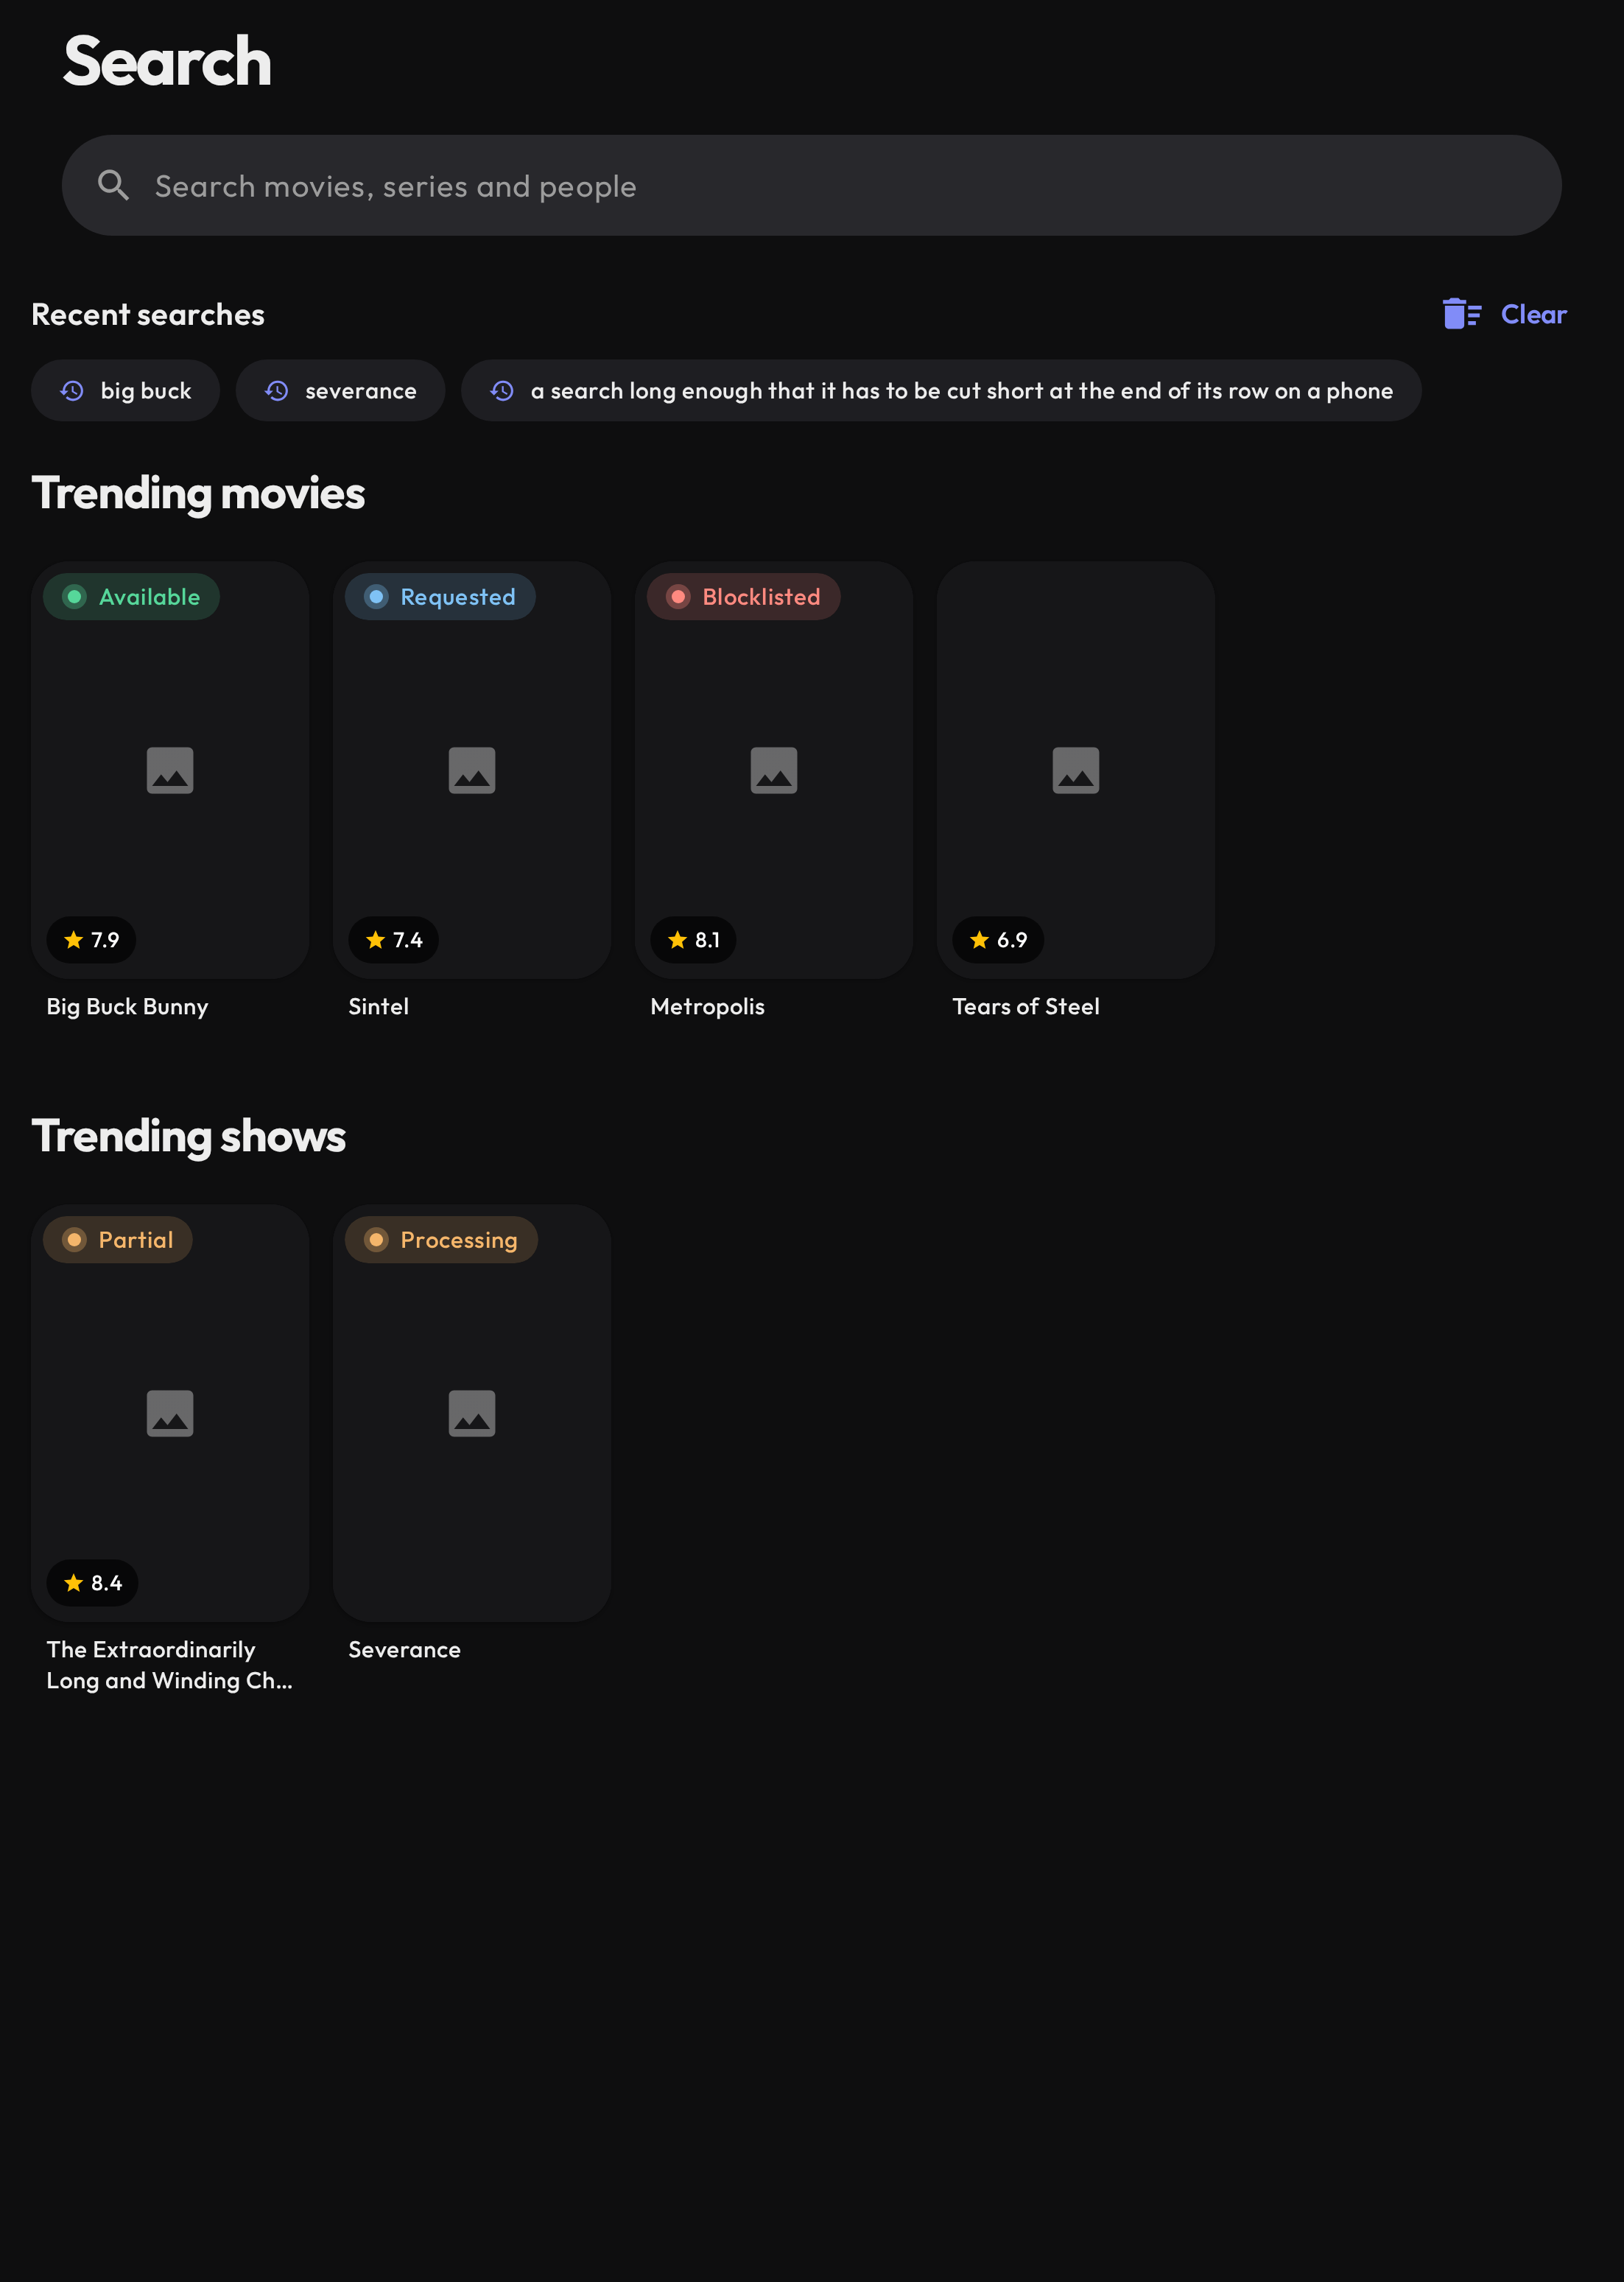 Search
Search movies, series and people
Recent searches
Clear
big buck
severance
a search long enough that it has to be cut short at the end of its row on a phone
Trending movies
Available
Requested
Blocklisted
7.9
7.4
8.1
6.9
Big Buck Bunny
Sintel
Metropolis
Tears of Steel
Trending shows
Partial
Processing
8.4
The Extraordinarily
Long and Winding Ch...
Severance